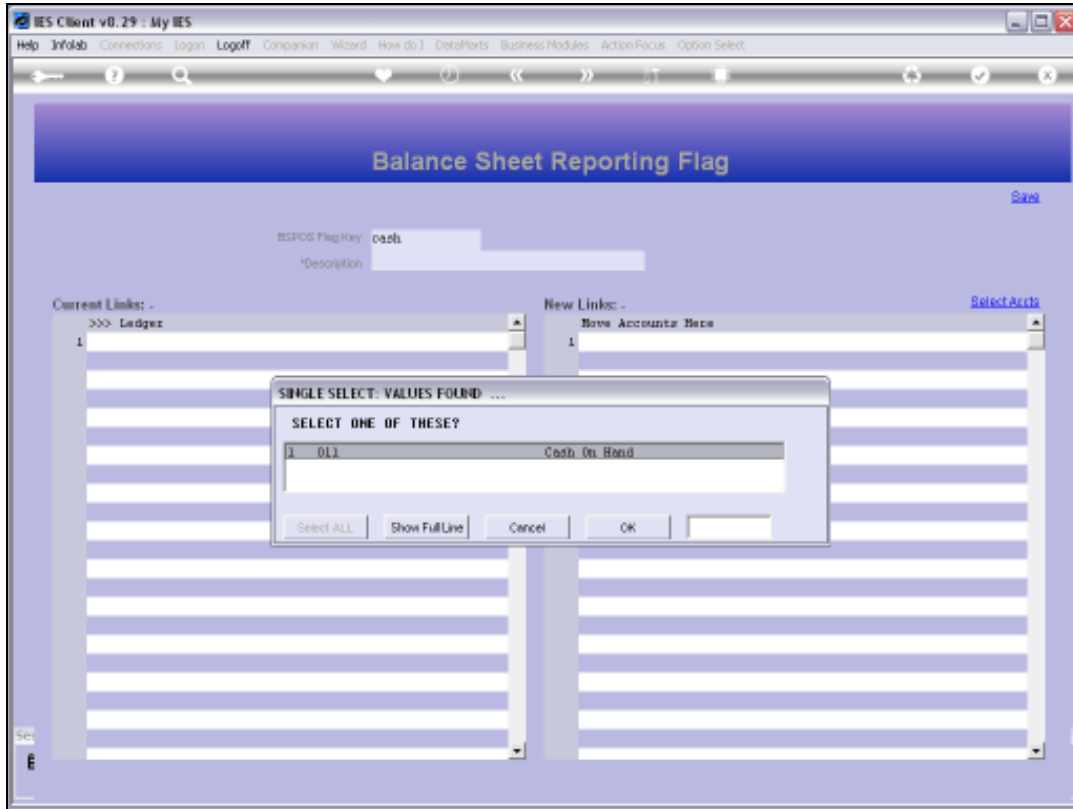 IES Client v8.29 : My IES
Help Infolab Connections Logon Logoff Companion Wizard How do I DataMarts Business Modules Action Focus Option Select
Balance Sheet Reporting Flag
Save
BSPOS Flag Key cash
*Description
Current Links: -
New Links: -
Select Accts
>>> Ledger
Move Accounts Here
1
1
SINGLE SELECT: VALUES FOUND ...
SELECT ONE OF THESE?
1 011 Cash On Hand
Select ALL Show Full Line Cancel OK